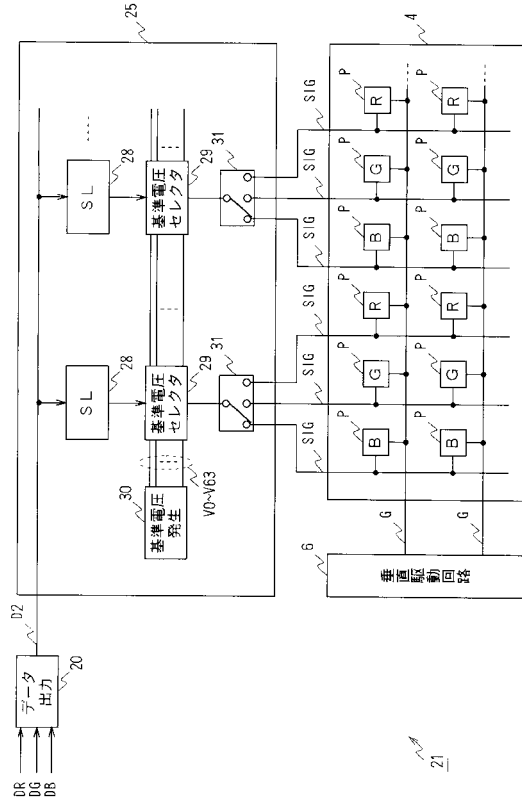 DR
DG
DB
データ
出力
20
D2
21
25
SL
28
SL
28
基準電圧
発生
30
V0~V63
基準電圧
セレクタ
29
基準電圧
セレクタ
29
31
31
SIG
SIG
SIG
SIG
SIG
SIG
6
垂直駆動回路
G
G
4
P
B
P
G
P
R
P
B
P
G
P
R
P
B
P
G
P
R
P
B
P
G
P
R